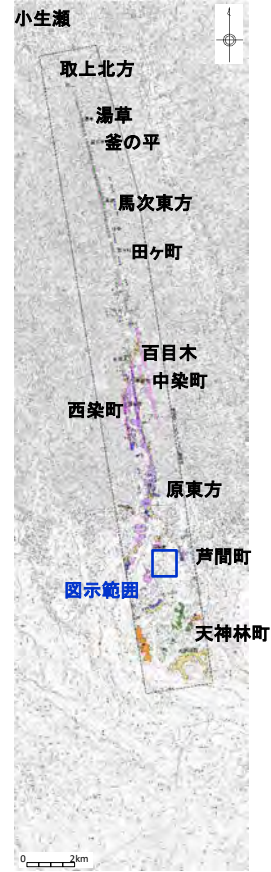 小生瀬
取上北方
湯草
釜の平
馬次東方
田ヶ町
百目木
中染町
西染町
原東方
芦間町
図示範囲
天神林町
0 2km